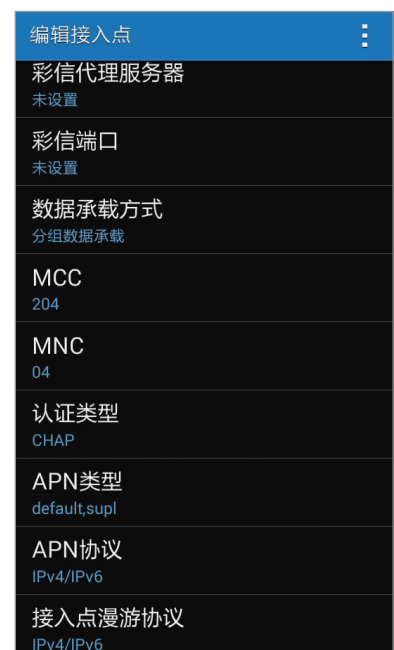 编辑接入点
彩信代理服务器
未设置
彩信端口
未设置
数据承载方式
分组数据承载
MCC
204
MNC
04
认证类型
CHAP
APN类型
default,supl
APN协议
IPv4/IPv6
接入点漫游协议
IPv4/IPv6